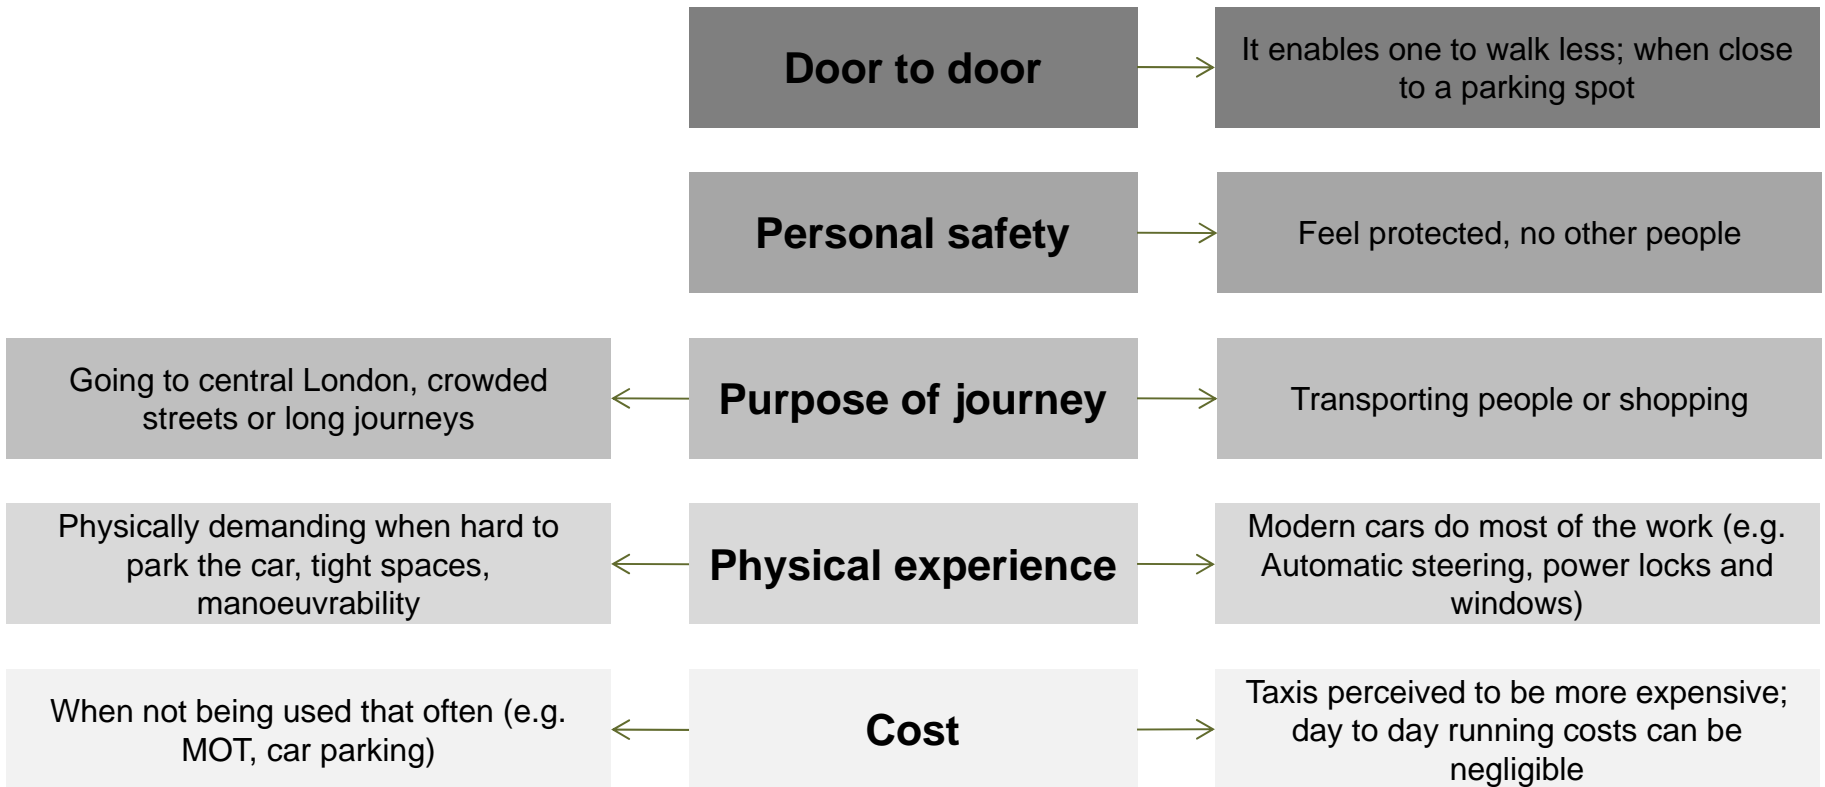 Door to door
It enables one to walk less; when close
to a parking spot
Personal safety
Feel protected, no other people
Going to central London, crowded
streets or long journeys
Purpose of journey
Transporting people or shopping
Physically demanding when hard to
park the car, tight spaces,
manoeuvrability
Physical experience
Modern cars do most of the work (e.g.
Automatic steering, power locks and
windows)
When not being used that often (e.g.
MOT, car parking)
Cost
Taxis perceived to be more expensive;
day to day running costs can be
negligible